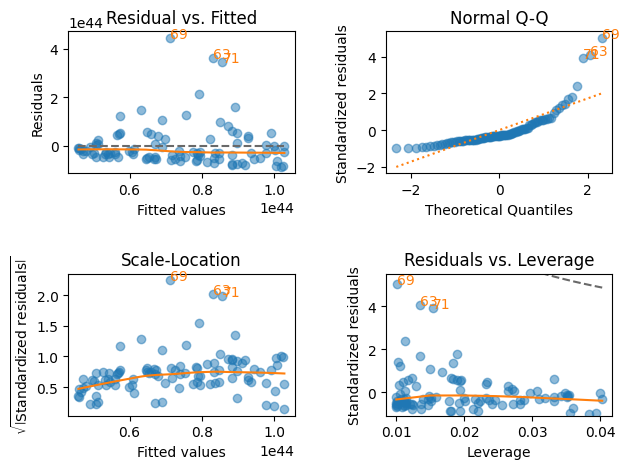 Residual vs. Fitted
1e44
Residuals
4
2
0
69
63
71
0.6
0.8
1.0
1e44
Fitted values
Normal Q-Q
Standardized residuals
4
2
0
−2
69
63
−2
0
2
Theoretical Quantiles
Scale-Location
√|Standardized residuals|
2.0
1.5
1.0
0.5
69
63
71
0.6
0.8
1.0
1e44
Fitted values
Residuals vs. Leverage
Standardized residuals
4
2
0
69
63
71
0.01
0.02
0.03
0.04
Leverage